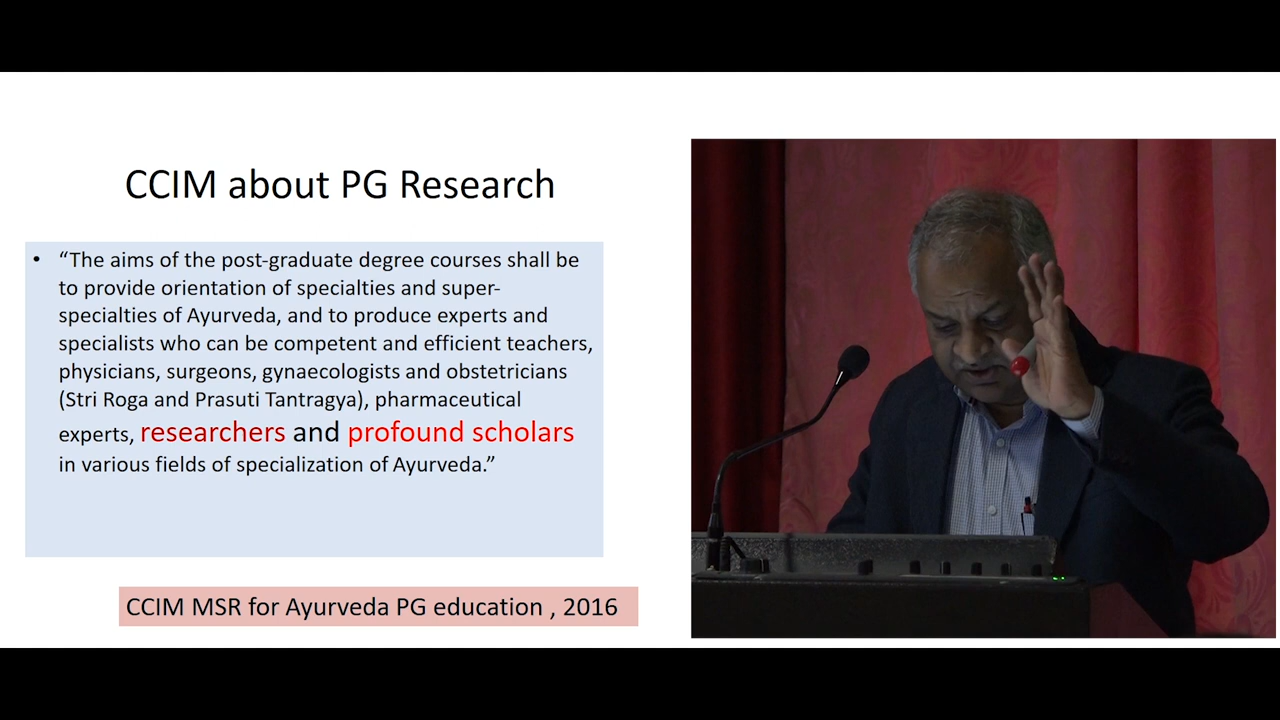 CCIM about PG Research
• “The aims of the post-graduate degree courses shall be
to provide orientation of specialties and super-
specialties of Ayurveda, and to produce experts and
specialists who can be competent and efficient teachers,
physicians, surgeons, gynaecologists and obstetricians
(Stri Roga and Prasuti Tantragya), pharmaceutical
experts, researchers and profound scholars
in various fields of specialization of Ayurveda.”
CCIM MSR for Ayurveda PG education , 2016